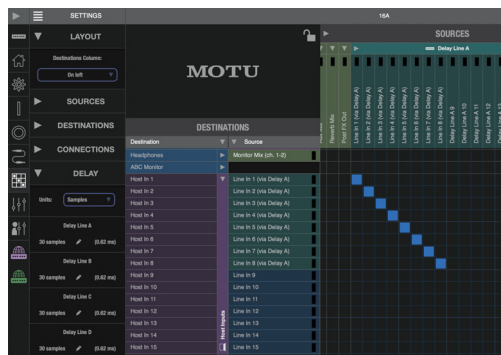 SETTINGS
16A
LAYOUT
Destinations Column:
On left
SOURCES
DESTINATIONS
CONNECTIONS
DELAY
Units:
Samples
Delay Line A
30 samples
(0.62 ms)
Delay Line B
30 samples
(0.62 ms)
Delay Line C
30 samples
(0.62 ms)
Delay Line D
30 samples
(0.62 ms)
MOTU
SOURCES
Delay Line A
Reverb Mix
Post FX Out
Line In 1 (via Delay A)
Line In 2 (via Delay A)
Line In 3 (via Delay A)
Line In 4 (via Delay A)
Line In 5 (via Delay A)
Line In 6 (via Delay A)
Line In 7 (via Delay A)
Line In 8 (via Delay A)
Delay Line A 9
Delay Line A 10
Delay Line A 11
Delay Line A 12
DESTINATIONS
Destination
Source
Headphones
Monitor Mix (ch. 1-2)
ABC Monitor
Host In 1
Line In 1 (via Delay A)
Host In 2
Line In 2 (via Delay A)
Host In 3
Line In 3 (via Delay A)
Host In 4
Line In 4 (via Delay A)
Host In 5
Line In 5 (via Delay A)
Host In 6
Line In 6 (via Delay A)
Host In 7
Line In 7 (via Delay A)
Host In 8
Line In 8 (via Delay A)
Host In 9
Line In 9
Host In 10
Line In 10
Host In 11
Line In 11
Host In 12
Line In 12
Host In 13
Line In 13
Host In 14
Line In 14
Host In 15
Line In 15
Host Inputs